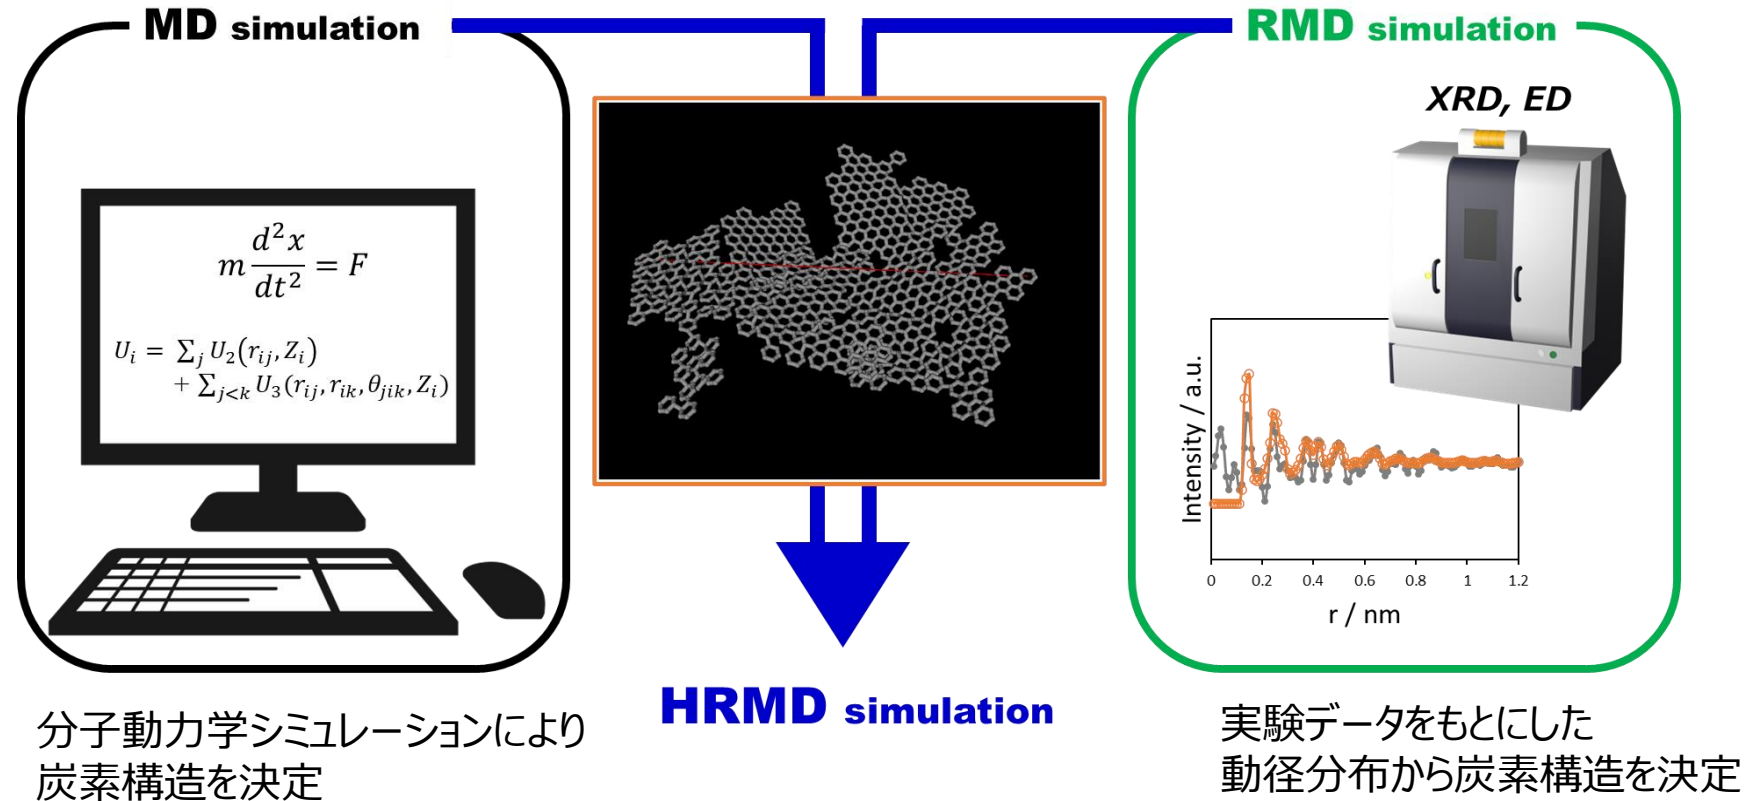 MD simulation
RMD simulation
XRD, ED
m d²x/dt² = F
U_i = ∑_j U_2(r_ij, Z_i)
+ ∑_{j<k} U_3(r_ij, r_ik, θ_jik, Z_i)
Intensity / a.u.
0 0.2 0.4 0.6 0.8 1 1.2
r / nm
HRMD simulation
分子動力学シミュレーションにより
炭素構造を決定
実験データをもとにした
動径分布から炭素構造を決定